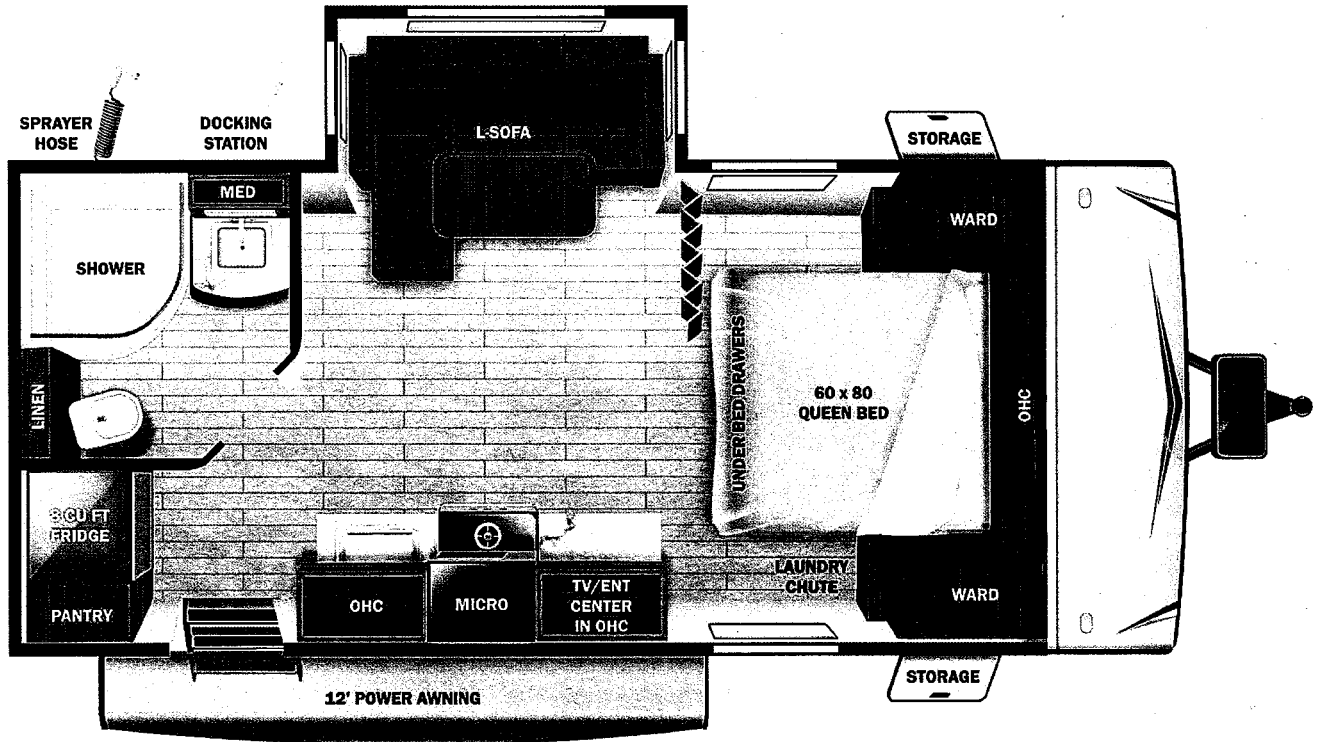 SPRAYER
HOSE
DOCKING
STATION
L-SOFA
STORAGE
MED
WARD
SHOWER
UNDER BED DRAWERS
60 x 80
QUEEN BED
OHC
LINEN
8 CU FT
FRIDGE
PANTRY
OHC
MICRO
TV/ENT
CENTER
IN OHC
LAUNDRY
CHUTE
WARD
STORAGE
12' POWER AWNING